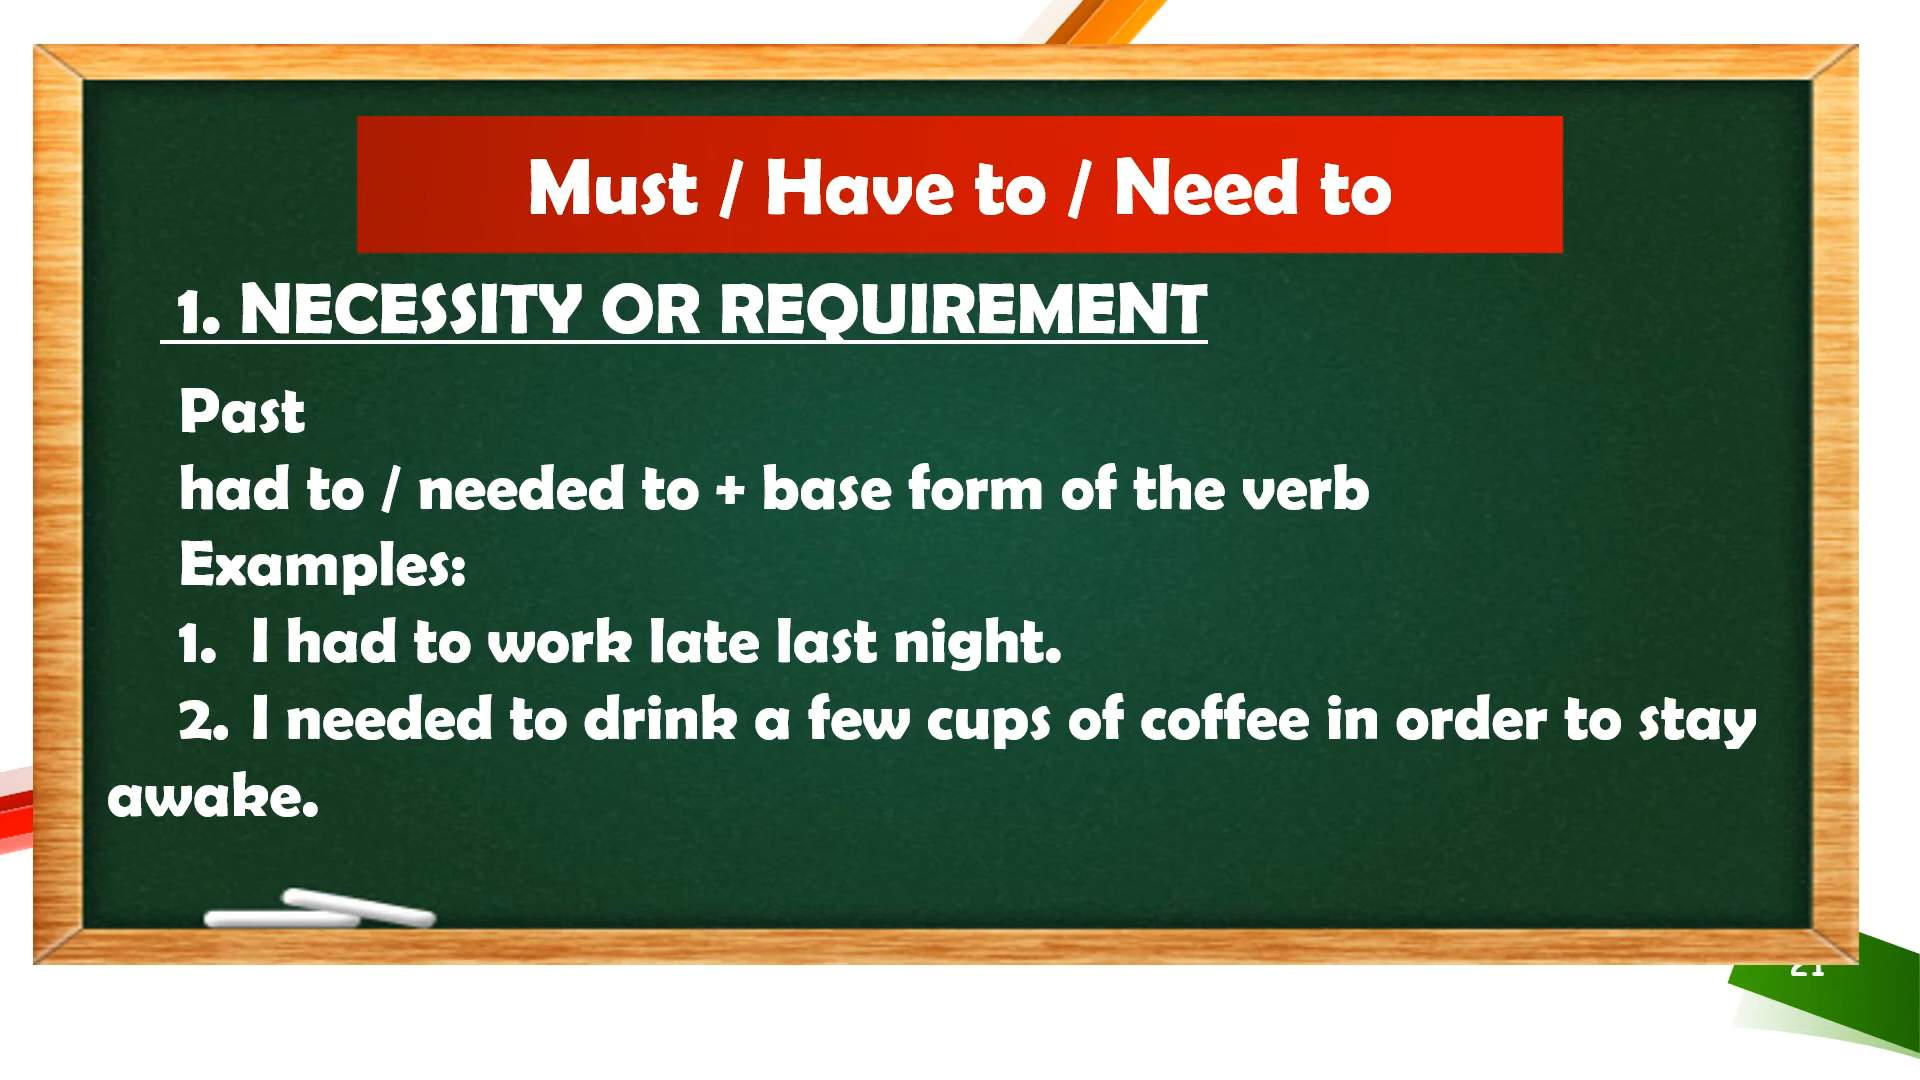 Must / Have to / Need to
1. NECESSITY OR REQUIREMENT
Past
had to / needed to + base form of the verb
Examples:
1. I had to work late last night.
2. I needed to drink a few cups of coffee in order to stay
awake.
21